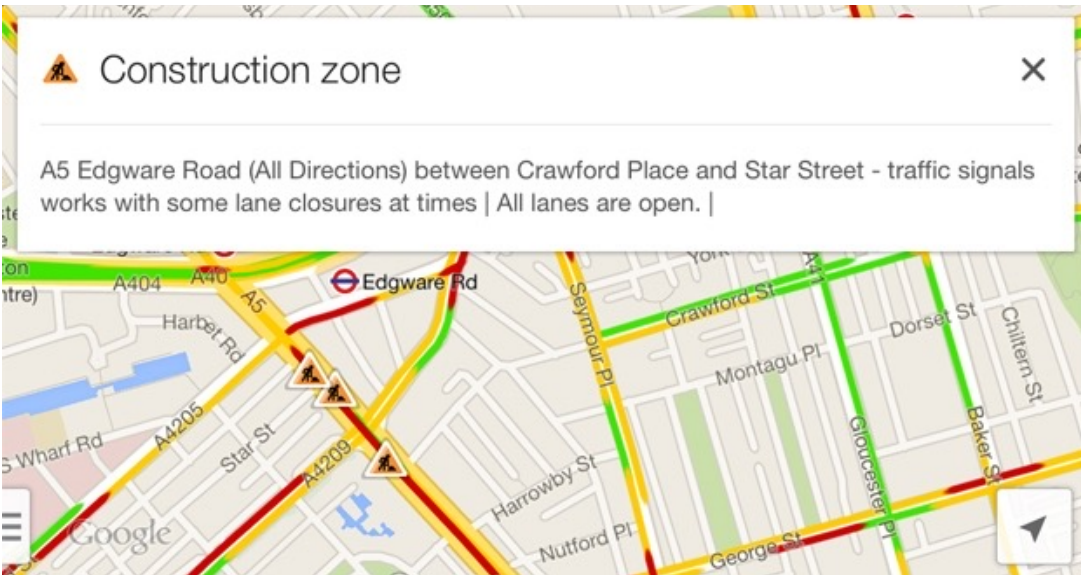 Construction zone
A5 Edgware Road (All Directions) between Crawford Place and Star Street - traffic signals
works with some lane closures at times | All lanes are open. |
A404
A40
Edgware Rd
A5
Harbet Rd
Seymour Pl
Crawford St
A41
Dorset St
Chiltern St
Montagu Pl
A4205
Star St
S Wharf Rd
A4209
Harrowby St
Gloucester Pl
Baker St
Nutford Pl
George St
Google